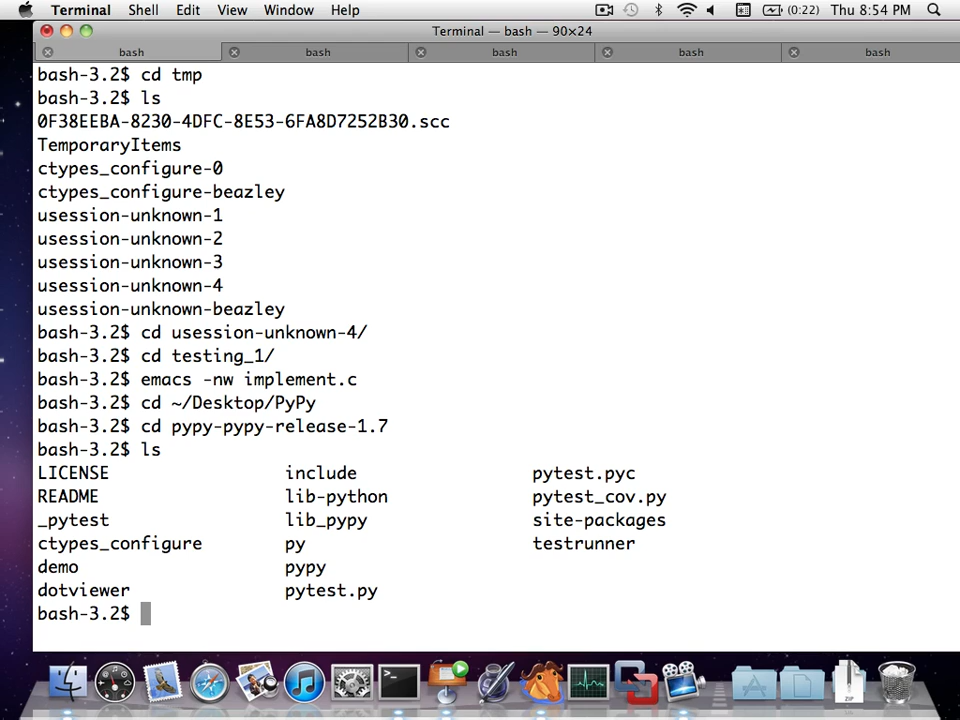 Terminal Shell Edit View Window Help (0:22) Thu 8:54 PM
Terminal — bash — 90×24
bash bash bash bash bash
bash-3.2$ cd tmp
bash-3.2$ ls
0F38EEBA-8230-4DFC-8E53-6FA8D7252B30.scc
TemporaryItems
ctypes_configure-0
ctypes_configure-beazley
usession-unknown-1
usession-unknown-2
usession-unknown-3
usession-unknown-4
usession-unknown-beazley
bash-3.2$ cd usession-unknown-4/
bash-3.2$ cd testing_1/
bash-3.2$ emacs -nw implement.c
bash-3.2$ cd ~/Desktop/PyPy
bash-3.2$ cd pypy-pypy-release-1.7
bash-3.2$ ls
LICENSE include pytest.pyc
README lib-python pytest_cov.py
_pytest lib_pypy site-packages
ctypes_configure py testrunner
demo pypy
dotviewer pytest.py
bash-3.2$
ZIP